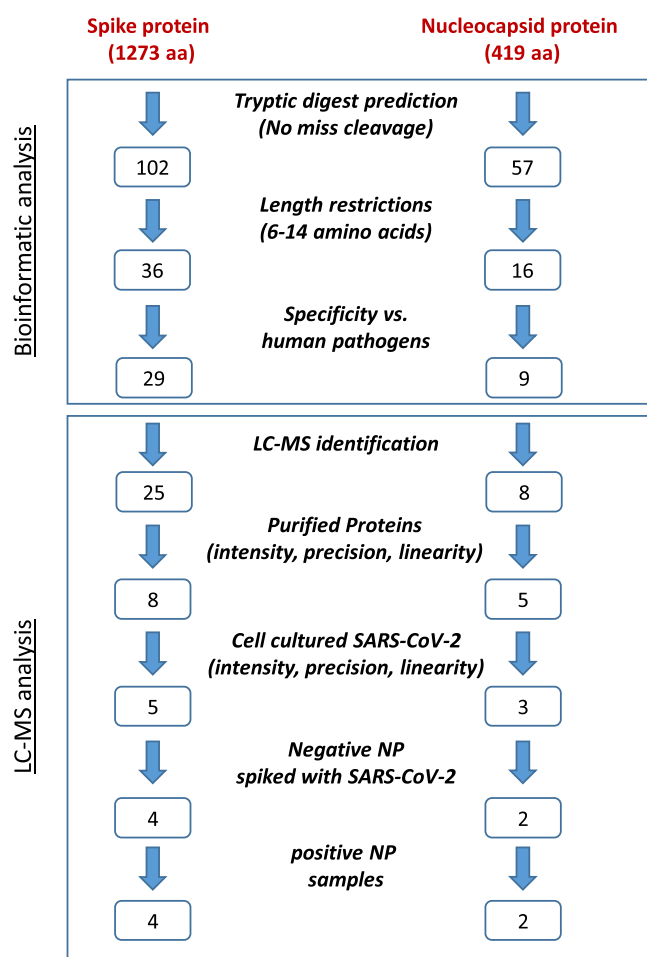 Spike protein
(1273 aa)
Nucleocapsid protein
(419 aa)
Bioinformatic analysis
Tryptic digest prediction
(No miss cleavage)
102
57
Length restrictions
(6-14 amino acids)
36
16
Specificity vs.
human pathogens
29
9
LC-MS analysis
LC-MS identification
25
8
Purified Proteins
(intensity, precision, linearity)
8
5
Cell cultured SARS-CoV-2
(intensity, precision, linearity)
5
3
Negative NP
spiked with SARS-CoV-2
4
2
positive NP
samples
4
2